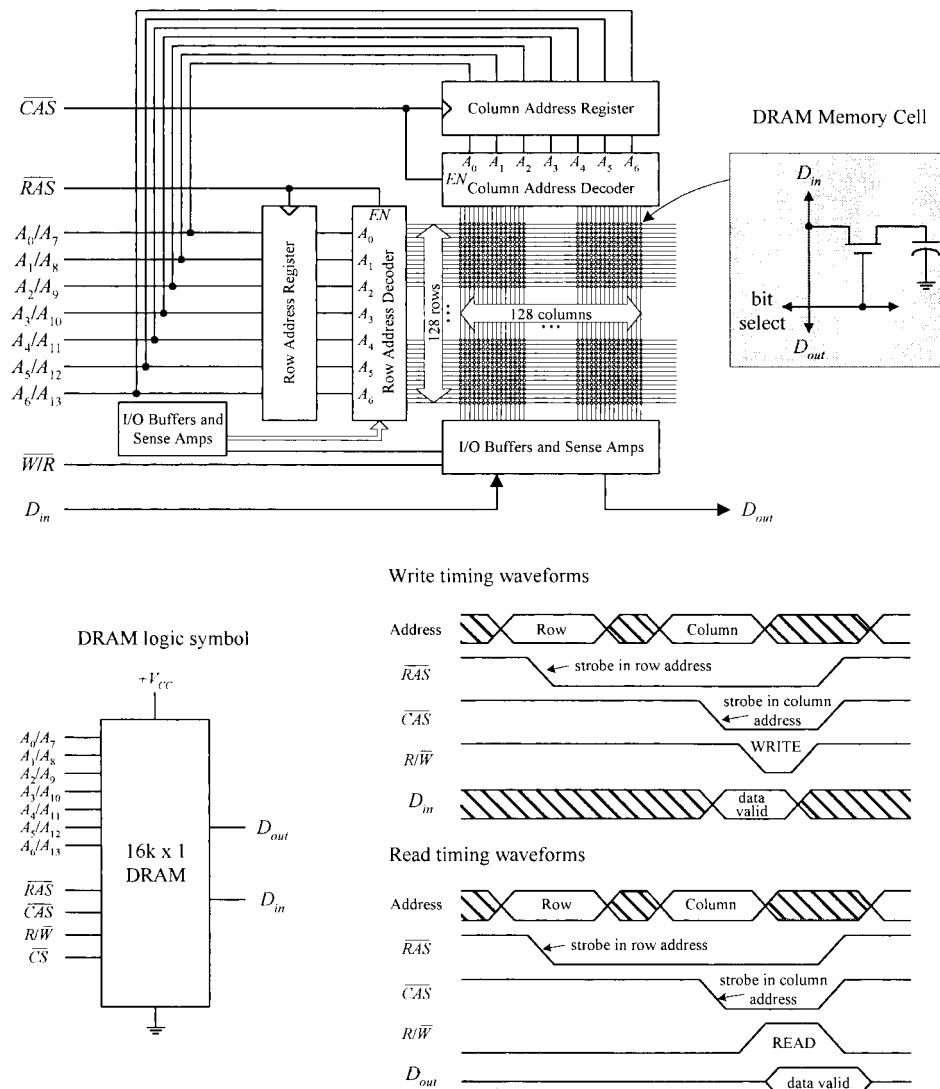 CAS
Column Address Register
DRAM Memory Cell
A0 A1 A2 A3 A4 A5 A6
EN
Column Address Decoder
RAS
EN
Din
A0/A7
A1/A8
A2/A9
A3/A10
A4/A11
A5/A12
A6/A13
Row Address Register
Row Address Decoder
A0
A1
A2
A3
A4
A5
A6
128 rows
...
128 columns
...
bit
select
Dout
I/O Buffers and
Sense Amps
I/O Buffers and Sense Amps
W/R
Din
Dout
Write timing waveforms
Address
Row
Column
RAS
strobe in row address
CAS
strobe in column
address
R/W
WRITE
Din
data
valid
DRAM logic symbol
+VCC
A0/A7
A1/A8
A2/A9
A3/A10
A4/A11
A5/A12
A6/A13
RAS
CAS
R/W
CS
16k x 1
DRAM
Dout
Din
Read timing waveforms
Address
Row
Column
RAS
strobe in row address
CAS
strobe in column
address
R/W
READ
Dout
data valid